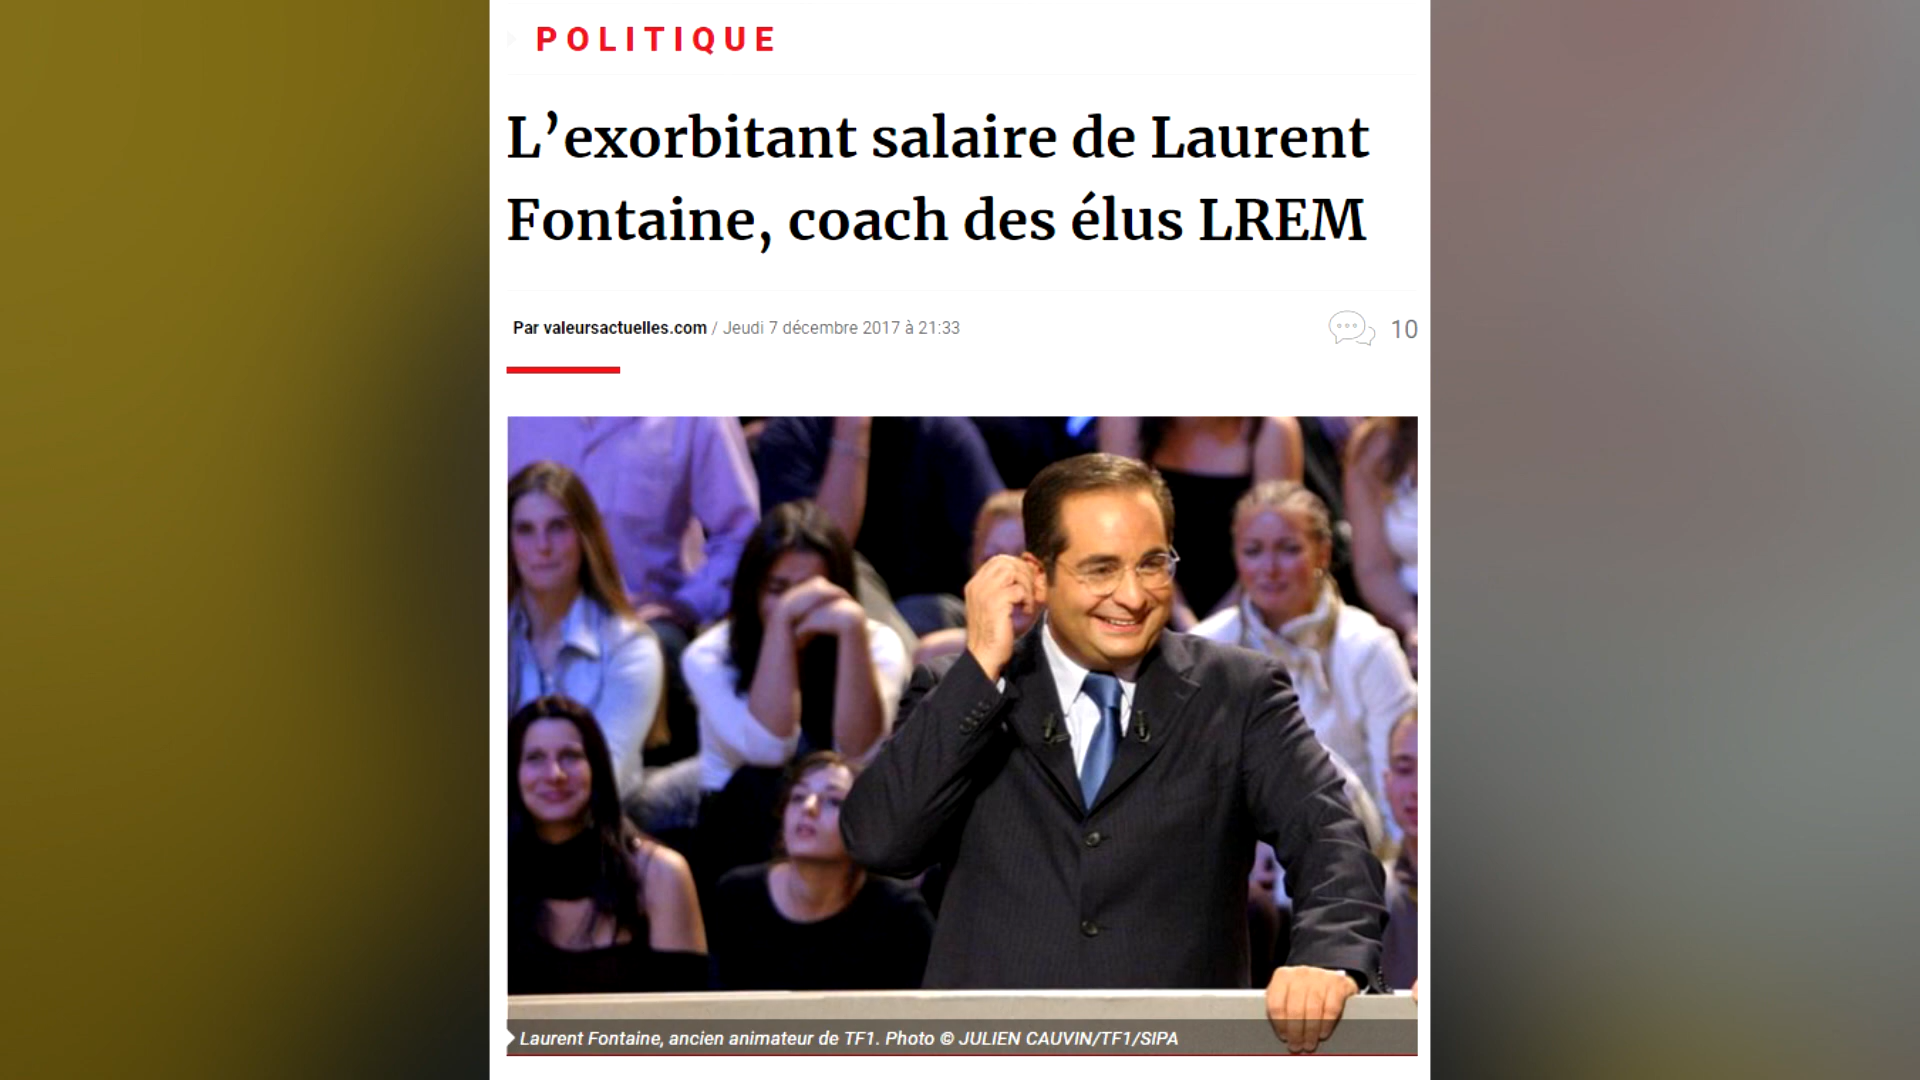 POLITIQUE
L’exorbitant salaire de Laurent
Fontaine, coach des élus LREM
Par valeursactuelles.com / Jeudi 7 décembre 2017 à 21:33
10
Laurent Fontaine, ancien animateur de TF1. Photo © JULIEN CAUVIN/TF1/SIPA